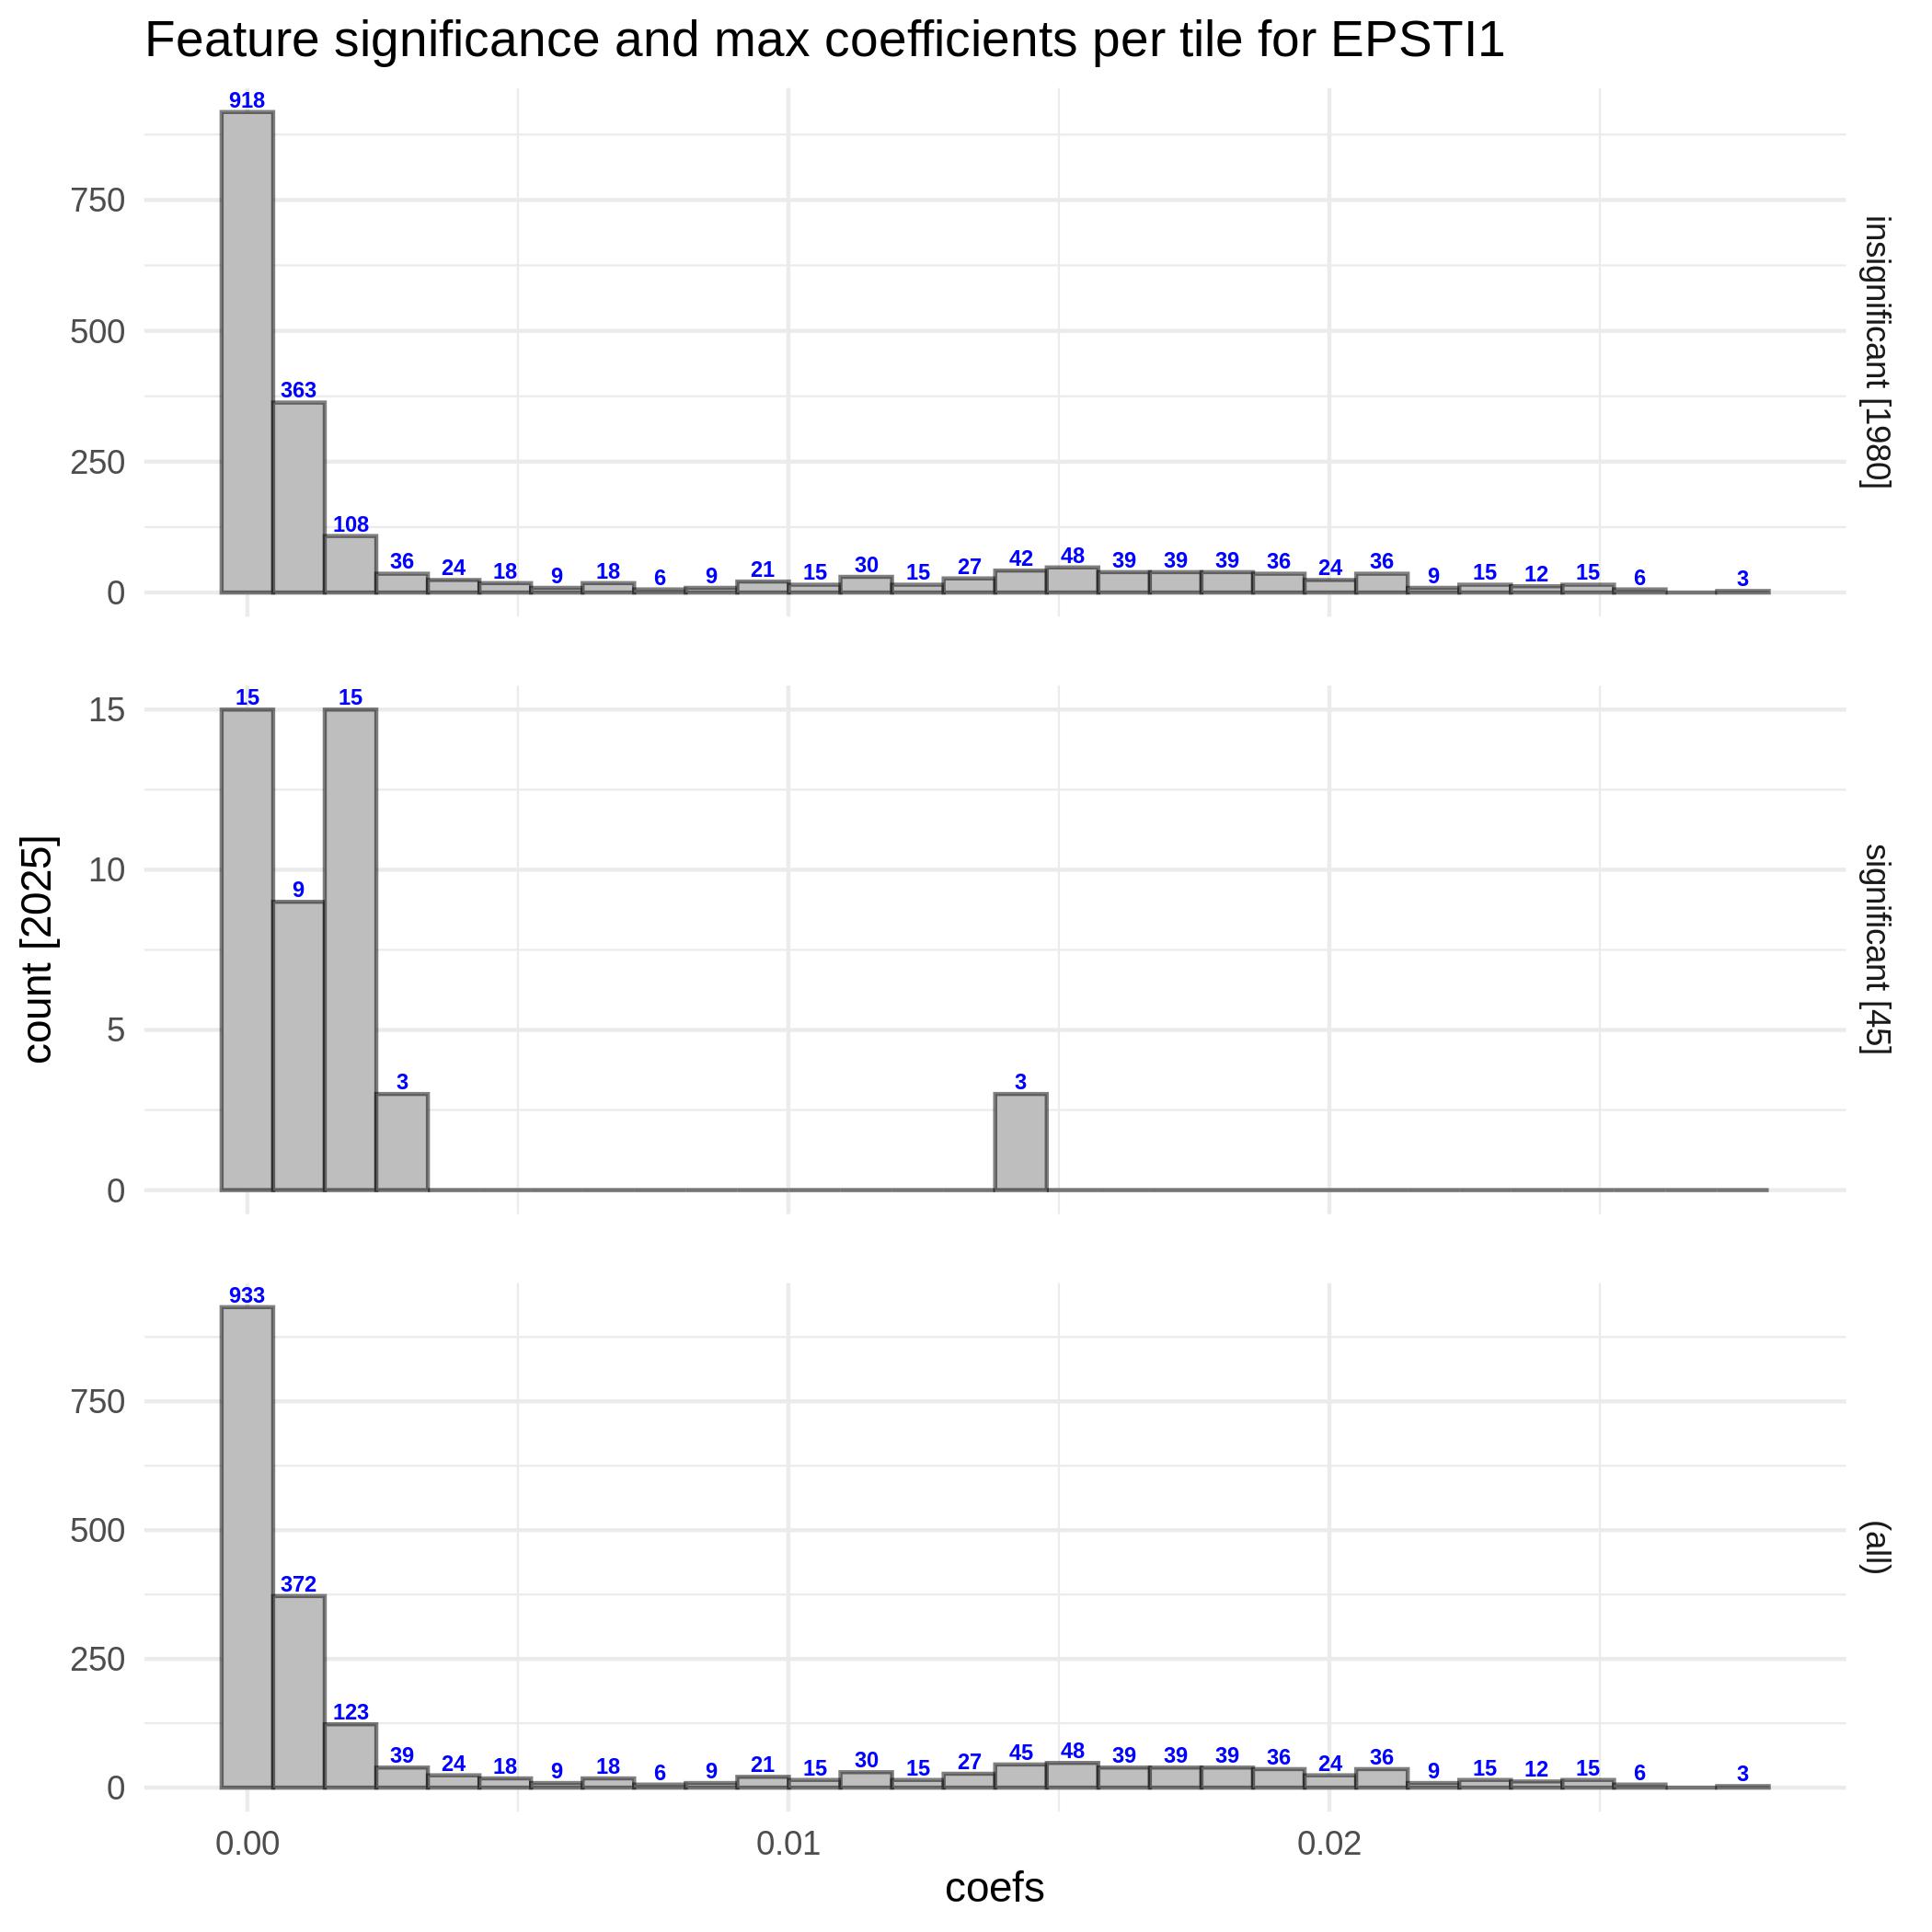 Feature significance and max coefficients per tile for EPSTI1
918
363
108
36 24 18 9 18 6 9 21 15 30 15 27 42 48 39 39 39 36 24 36 9 15 12 15 6 3
750
500
250
0
insignificant [1980]
15 9 15 3 3
15
10
5
0
count [2025]
significant [45]
933
372
123
39 24 18 9 18 6 9 21 15 30 15 27 45 48 39 39 39 36 24 36 9 15 12 15 6 3
750
500
250
0
(all)
0.00 0.01 0.02
coefs